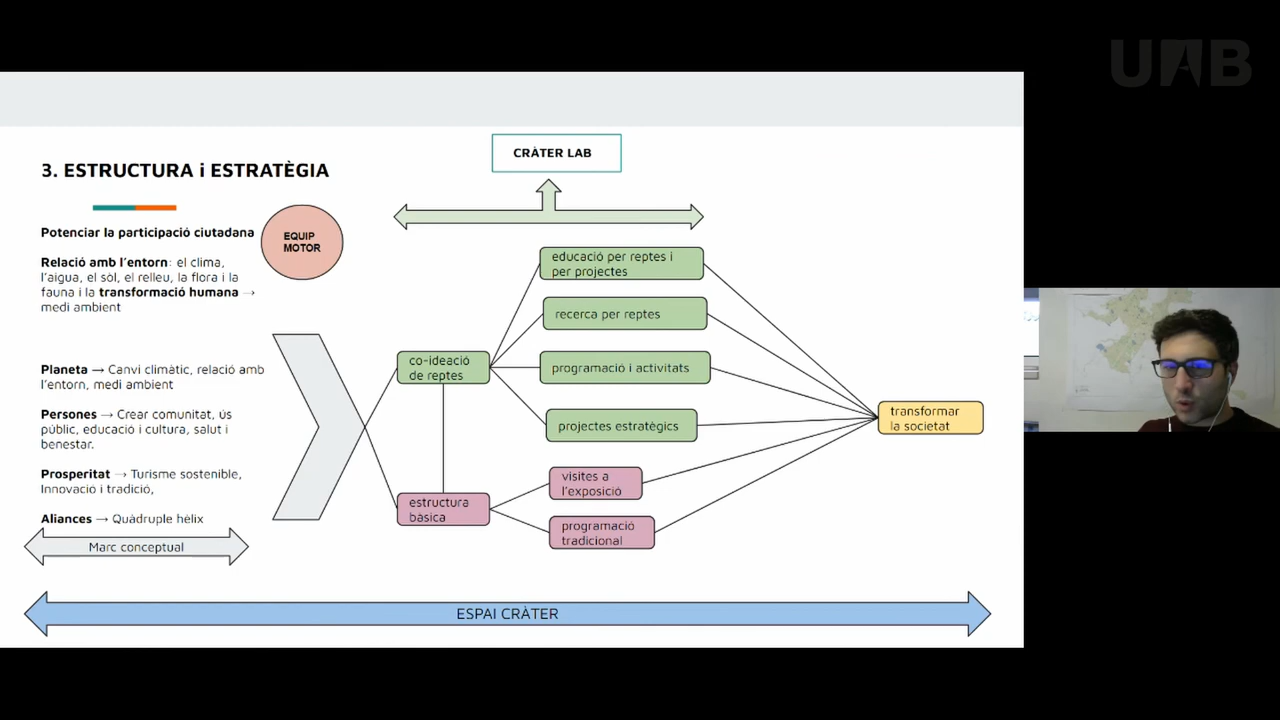 UAB
CRÀTER LAB
3. ESTRUCTURA i ESTRATÈGIA
EQUIP
MOTOR
Potenciar la participació ciutadana
Relació amb l'entorn: el clima,
l'aigua, el sòl, el relleu, la flora i la
fauna i la transformació humana →
medi ambient
Planeta → Canvi climàtic, relació amb
l'entorn, medi ambient
Persones → Crear comunitat, ús
públic, educació i cultura, salut i
benestar.
Prosperitat → Turisme sostenible,
Innovació i tradició,
Aliances → Quàdruple hèlix
Marc conceptual
co-ideació
de reptes
estructura
bàsica
educació per reptes i
per projectes
recerca per reptes
programació i activitats
projectes estratègics
visites a
l'exposició
programació
tradicional
transformar
la societat
ESPAI CRÀTER